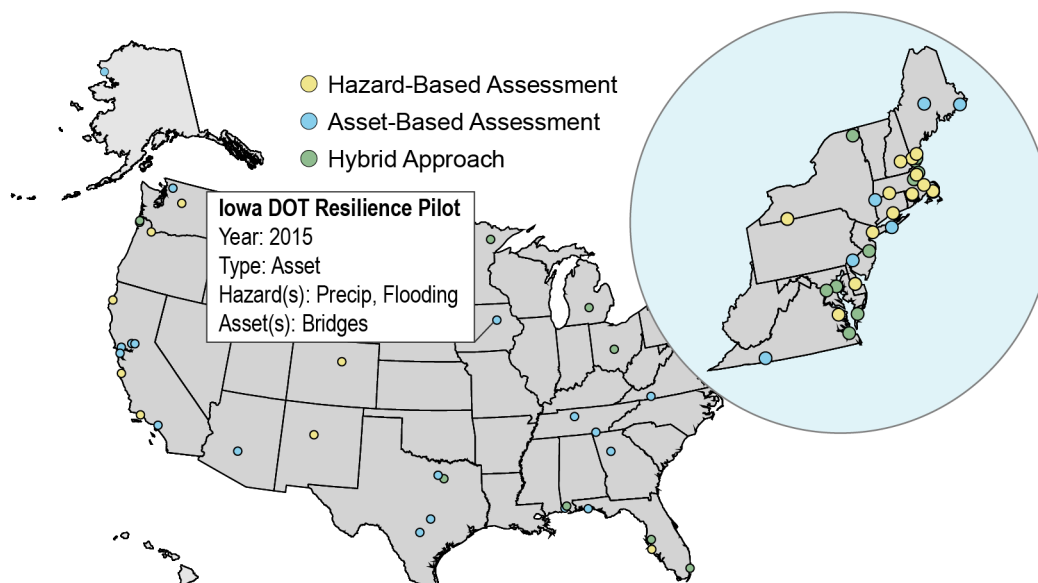 Hazard-Based Assessment
Asset-Based Assessment
Hybrid Approach
Iowa DOT Resilience Pilot
Year: 2015
Type: Asset
Hazard(s): Precip, Flooding
Asset(s): Bridges